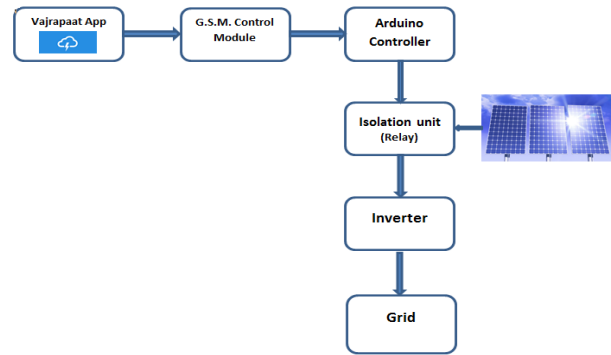 Vajrapaat App
G.S.M. Control
Module
Arduino
Controller
Isolation unit
(Relay)
Inverter
Grid